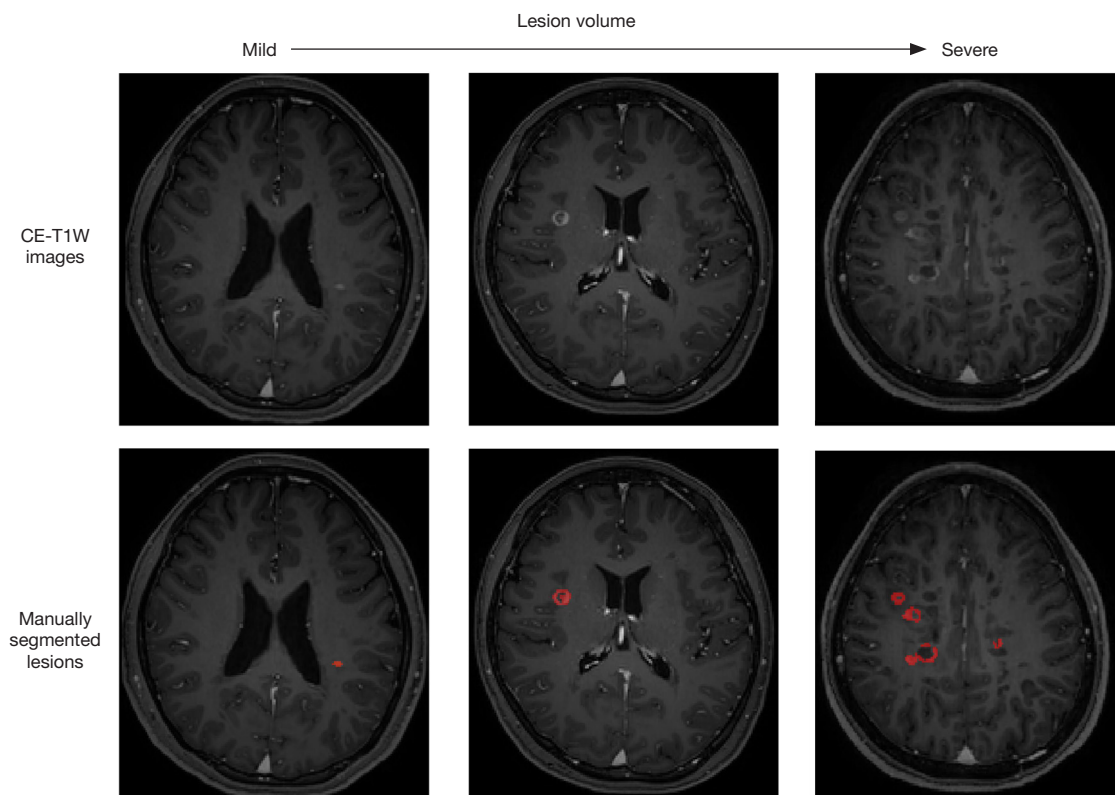 Lesion volume
Mild
Severe
CE-T1W
images
Manually
segmented
lesions